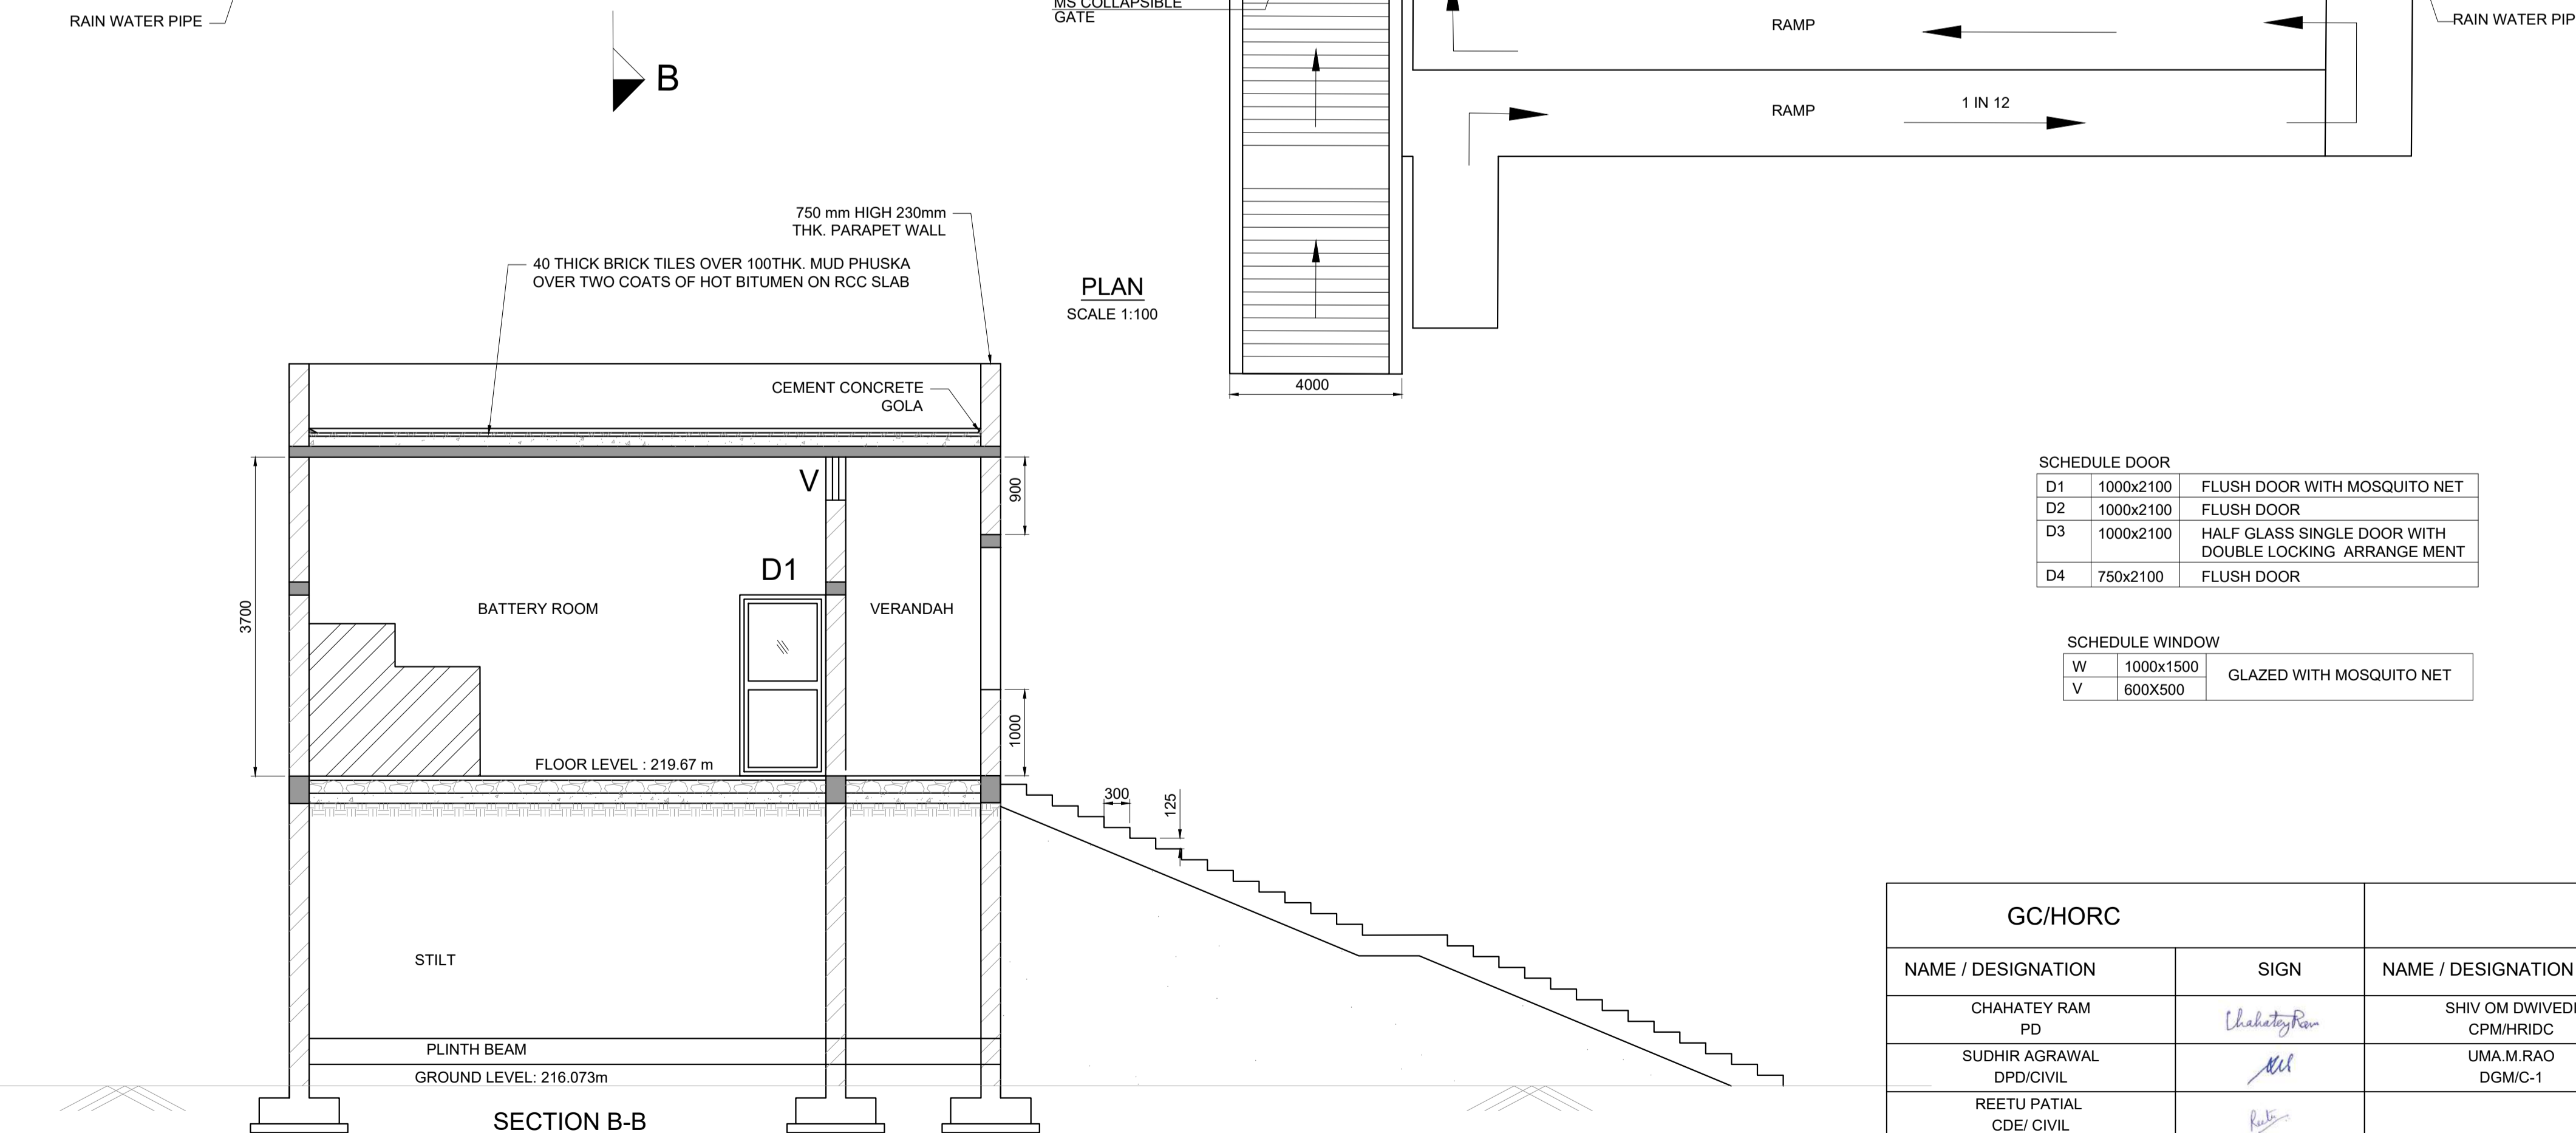 RAIN WATER PIPE
MS COLLAPSIBLE
GATE
RAMP
RAIN WATER PIP
B
RAMP
1 IN 12
750 mm HIGH 230mm
THK. PARAPET WALL
40 THICK BRICK TILES OVER 100THK. MUD PHUSKA
OVER TWO COATS OF HOT BITUMEN ON RCC SLAB
PLAN
SCALE 1:100
4000
CEMENT CONCRETE
GOLA
V
900
D1
3700
BATTERY ROOM
VERANDAH
1000
FLOOR LEVEL : 219.67 m
300
125
STILT
PLINTH BEAM
GROUND LEVEL: 216.073m
SECTION B-B
SCHEDULE DOOR
D1 1000x2100 FLUSH DOOR WITH MOSQUITO NET
D2 1000x2100 FLUSH DOOR
D3 1000x2100 HALF GLASS SINGLE DOOR WITH
DOUBLE LOCKING ARRANGE MENT
D4 750x2100 FLUSH DOOR
SCHEDULE WINDOW
W 1000x1500 GLAZED WITH MOSQUITO NET
V 600X500
GC/HORC
NAME / DESIGNATION SIGN NAME / DESIGNATION
CHAHATEY RAM Chahatey Ram SHIV OM DWIVEDI
PD CPM/HRIDC
SUDHIR AGRAWAL UMA.M.RAO
DPD/CIVIL DGM/C-1
REETU PATIAL Reetu
CDE/ CIVIL